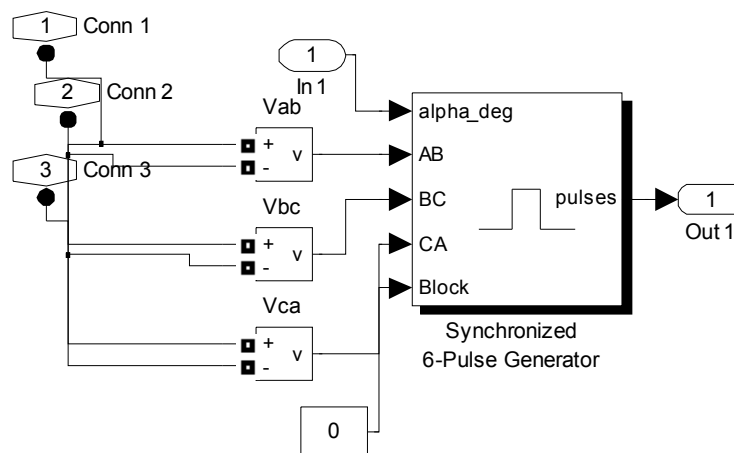 1
Conn 1
2
Conn 2
3
Conn 3
1
In 1
Vab
+
-
v
Vbc
+
-
v
Vca
+
-
v
0
alpha_deg
AB
BC
CA
Block
pulses
Synchronized
6-Pulse Generator
1
Out 1